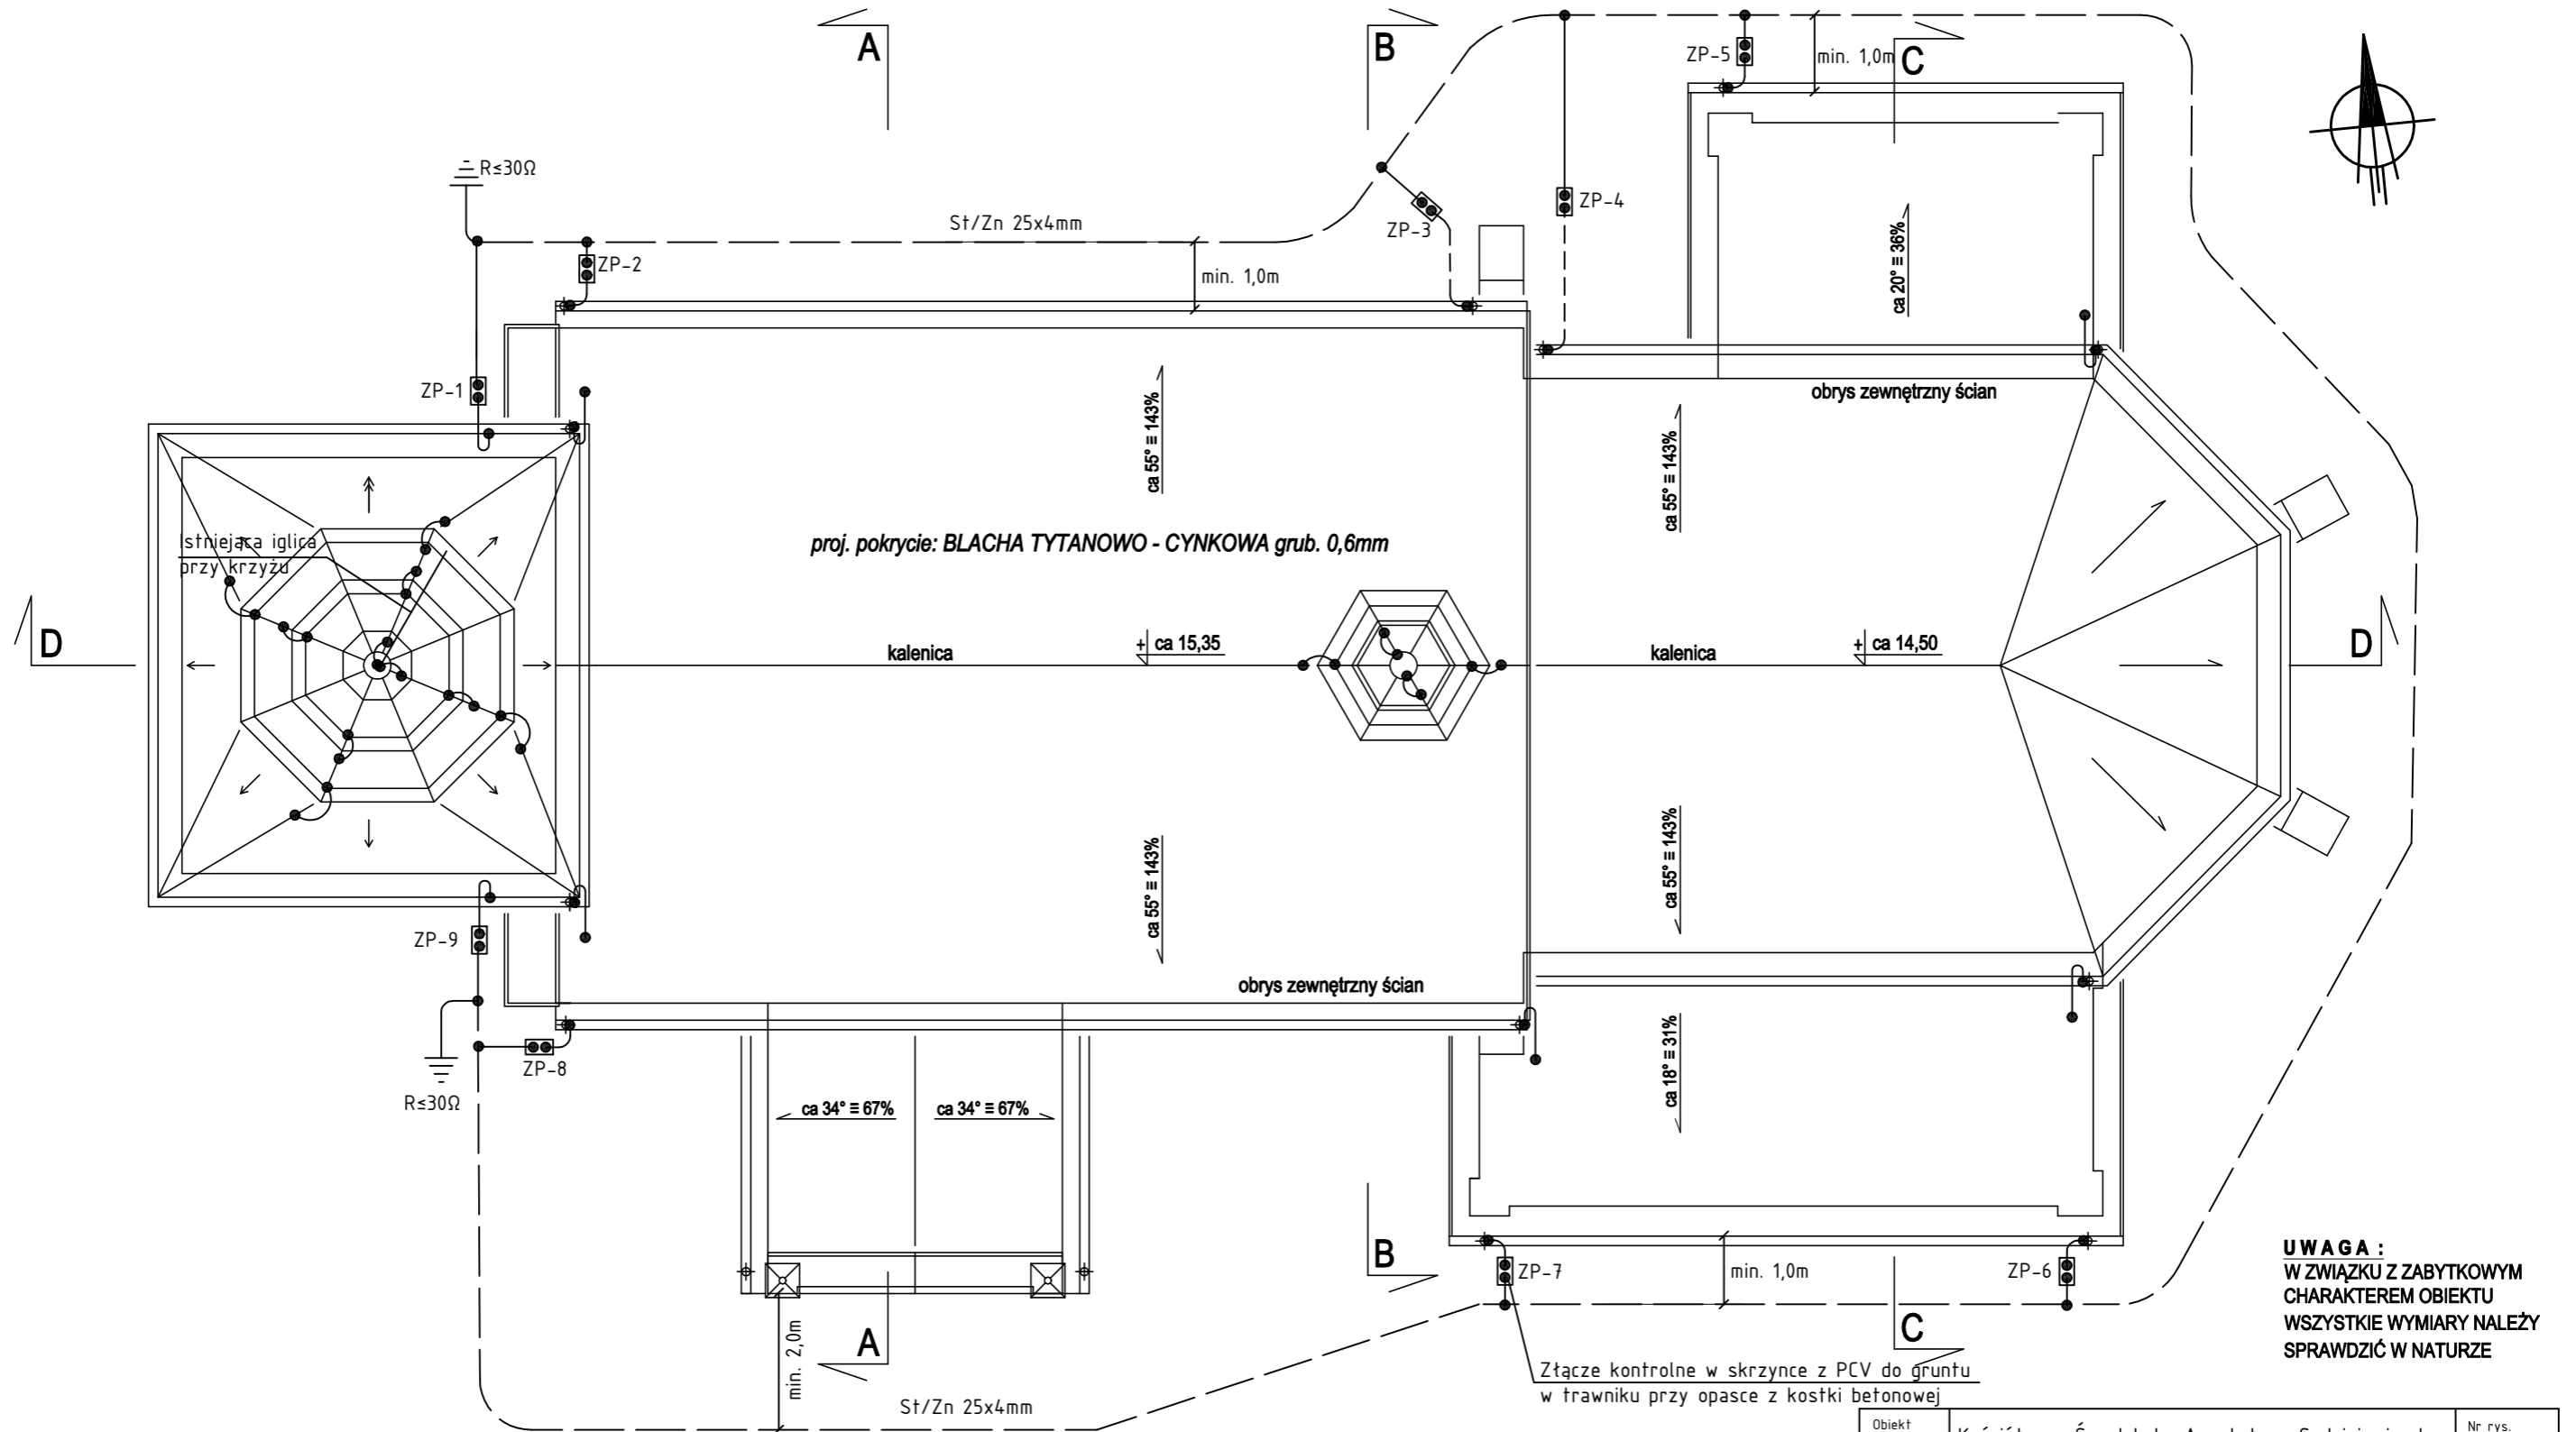 A
B
ZP-5
min. 1,0m
C
R≤30Ω
St/Zn 25x4mm
ZP-4
ZP-3
ZP-2
min. 1,0m
ca 20° ≡ 36%
ZP-1
obrys zewnętrzny ścian
ca 55° ≡ 143%
ca 55° ≡ 143%
Istniejąca iglica
przy krzyżu
proj. pokrycie: BLACHA TYTANOWO - CYNKOWA grub. 0,6mm
D
kalenica
+ ca 15,35
kalenica
+ ca 14,50
D
ca 55° ≡ 143%
ca 55° ≡ 143%
ZP-9
obrys zewnętrzny ścian
ZP-8
R≤30Ω
ca 34° ≡ 67%
ca 34° ≡ 67%
ca 18° ≡ 31%
B
ZP-7
min. 1,0m
ZP-6
UWAGA :
W ZWIĄZKU Z ZABYTKOWYM
CHARAKTEREM OBIEKTU
WSZYSTKIE WYMIARY NALEŻY
SPRAWDZIĆ W NATURZE
A
min. 2,0m
C
Złącze kontrolne w skrzynce z PCV do gruntu
w trawniku przy opasce z kostki betonowej
St/Zn 25x4mm
Obiekt
Nr rys.